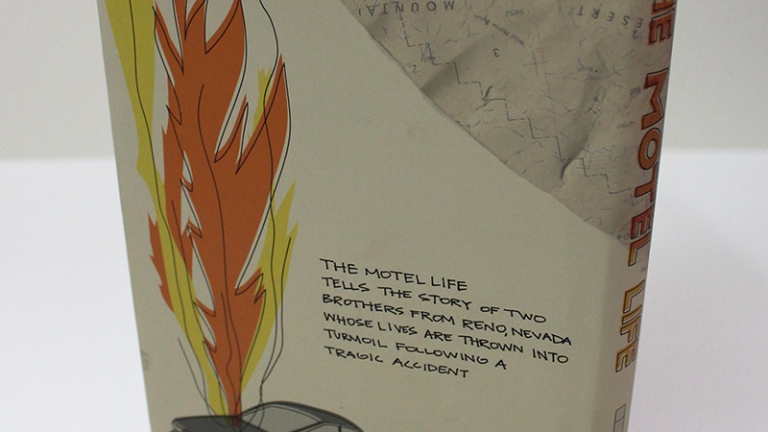 MOUNTAI
DESERT
THE MOTEL LIFE
TELLS THE STORY OF TWO
BROTHERS FROM RENO, NEVADA
WHOSE LIVES ARE THROWN INTO
TURMOIL FOLLOWING A
TRAGIC ACCIDENT
HE MOTEL LIFE